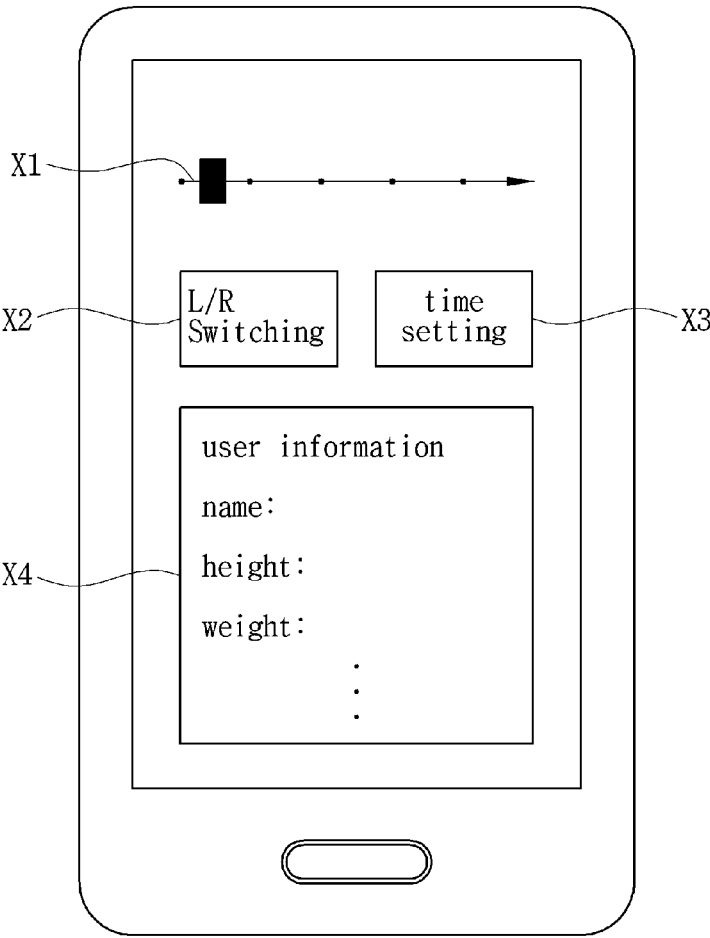 X1
L/R
Switching
time
setting
X2
X3
user information
name:
height:
weight:
X4